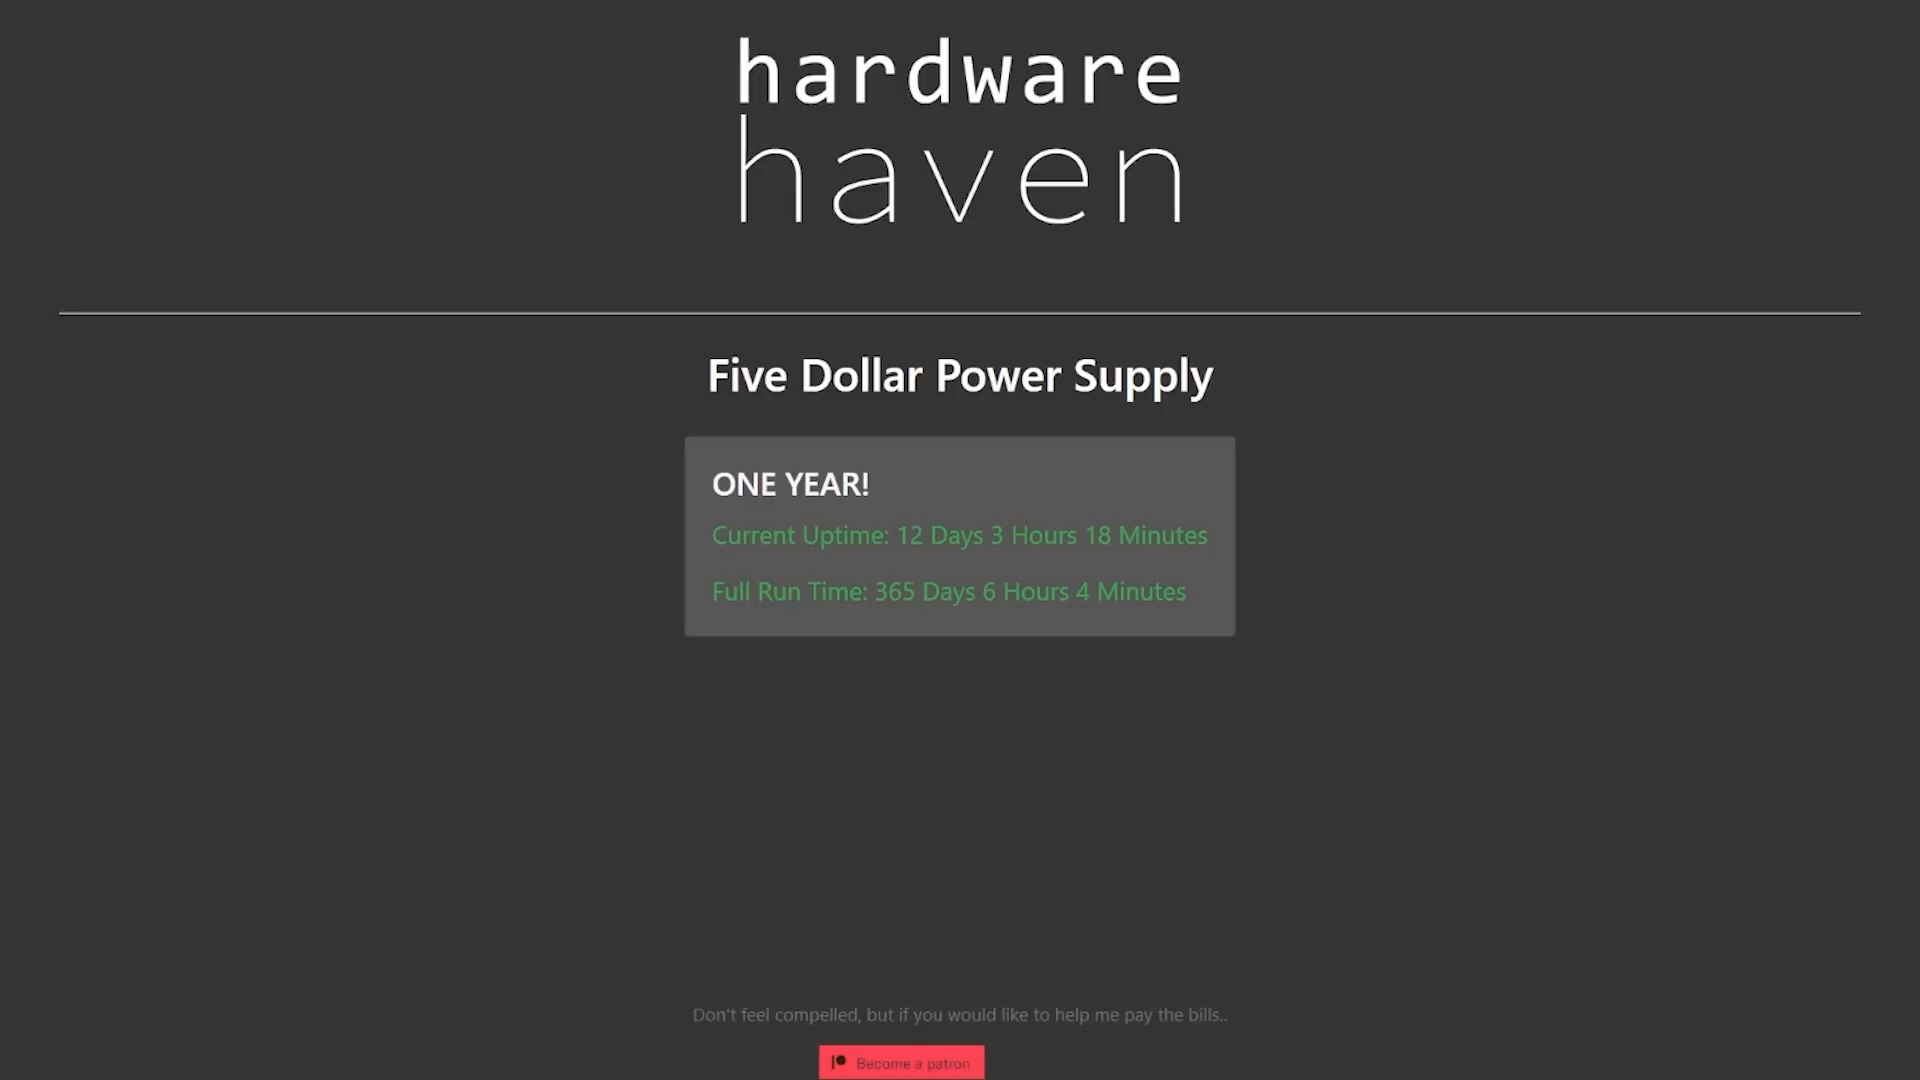 hardware
haven
Five Dollar Power Supply
ONE YEAR!
Current Uptime: 12 Days 3 Hours 18 Minutes
Full Run Time: 365 Days 6 Hours 4 Minutes
Don't feel compelled, but if you would like to help me pay the bills..
Become a patron